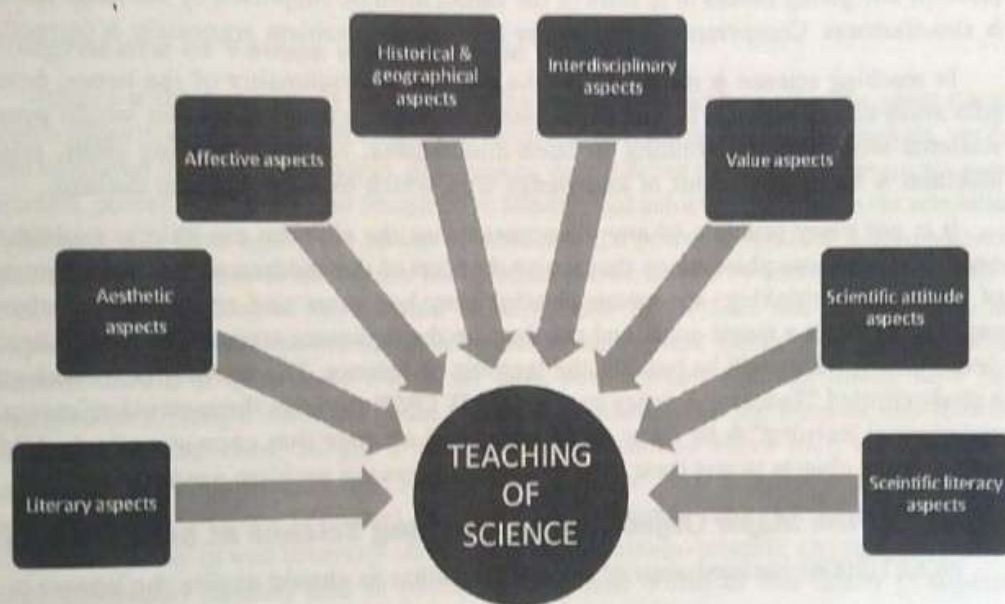 Historical &
geographical
aspects
Interdisciplinary
aspects
Affective aspects
Value aspects
Aesthetic
aspects
Scientific attitude
aspects
Literary aspects
TEACHING
OF
SCIENCE
Sceintific literacy
aspects